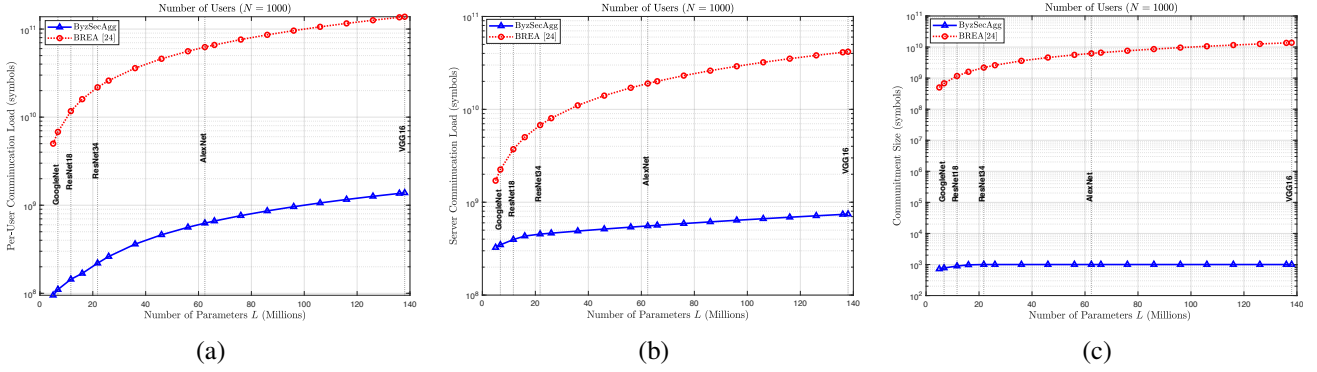 Number of Users (N = 1000)
ByzSecAgg
BREA [24]
Per-User Comminucation Load (symbols)
10^11
10^10
10^9
10^8
GoogleNet
ResNet18
ResNet34
AlexNet
VGG16
0 20 40 60 80 100 120 140
Number of Parameters L (Millions)
(a)
Number of Users (N = 1000)
ByzSecAgg
BREA [24]
Server Comminucation Load (symbols)
10^11
10^10
10^9
10^8
GoogleNet
ResNet18
ResNet34
AlexNet
VGG16
0 20 40 60 80 100 120 140
Number of Parameters L (Millions)
(b)
Number of Users (N = 1000)
ByzSecAgg
BREA[24]
Commitment Size (symbols)
10^11
10^10
10^9
10^8
10^7
10^6
10^5
10^4
10^3
10^2
GoogleNet
ResNet18
ResNet34
AlexNet
VGG16
0 20 40 60 80 100 120 140
Number of Parameters L (Millions)
(c)